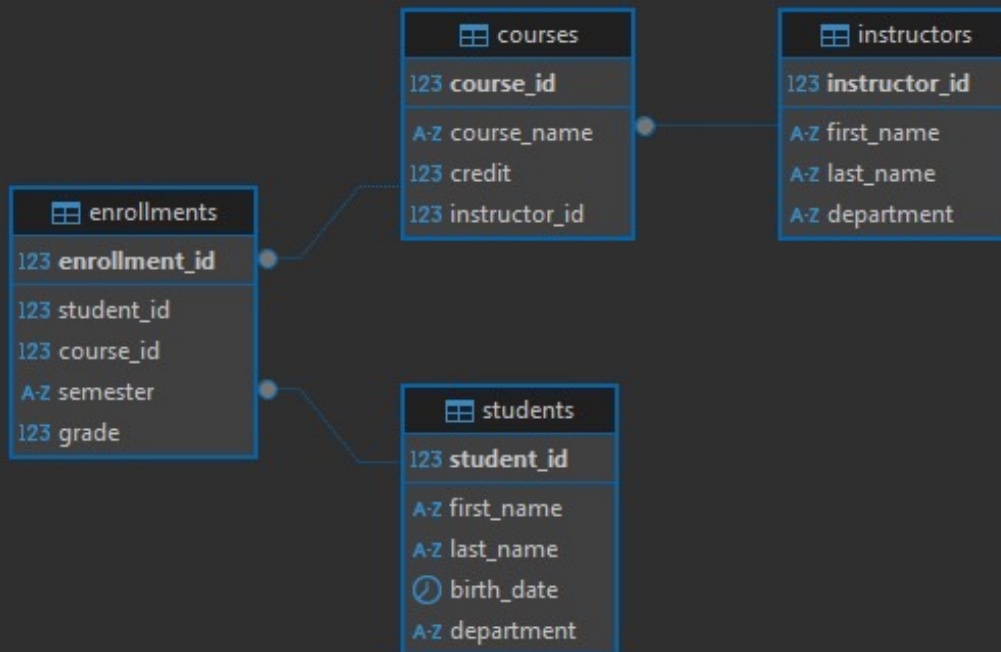 courses
123 course_id
A-Z course_name
123 credit
123 instructor_id
instructors
123 instructor_id
A-Z first_name
A-Z last_name
A-Z department
enrollments
123 enrollment_id
123 student_id
123 course_id
A-Z semester
123 grade
students
123 student_id
A-Z first_name
A-Z last_name
birth_date
A-Z department